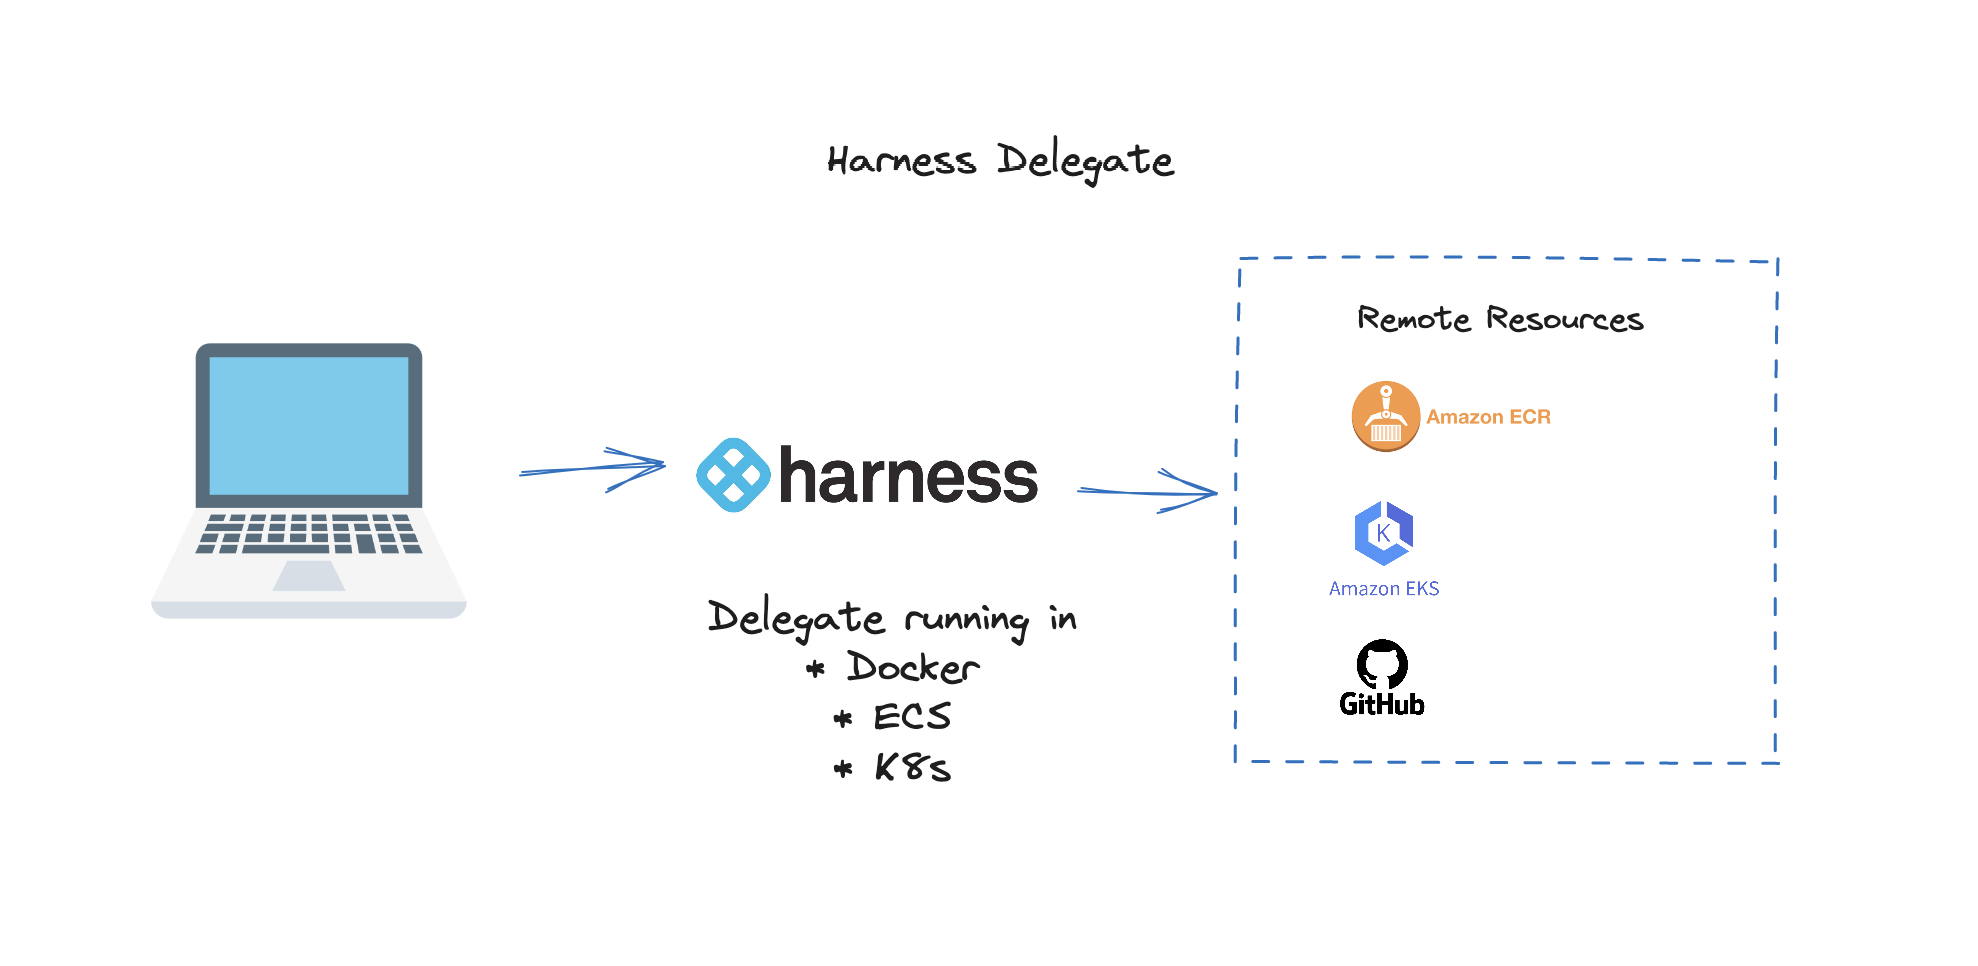 Harness Delegate
Remote Resources
Amazon ECR
harness
K
Amazon EKS
Delegate running in
* Docker
* ECS
* K8s
GitHub